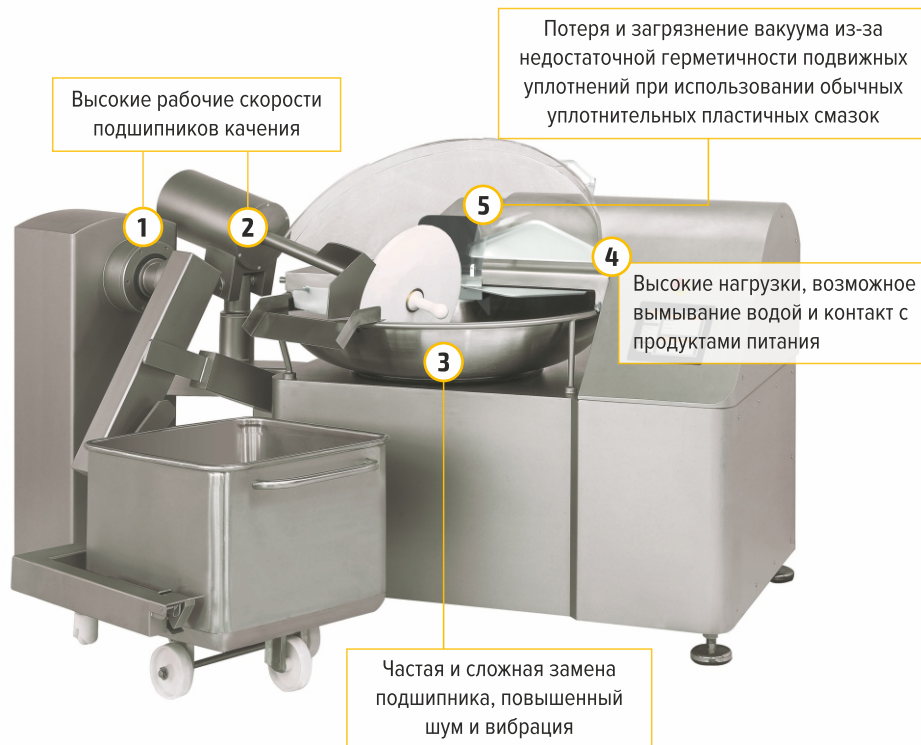 Потеря и загрязнение вакуума из-за
недостаточной герметичности подвижных
уплотнений при использовании обычных
уплотнительных пластичных смазок
Высокие рабочие скорости
подшипников качения
1
2
5
4
Высокие нагрузки, возможное
вымывание водой и контакт с
продуктами питания
3
Частая и сложная замена
подшипника, повышенный
шум и вибрация